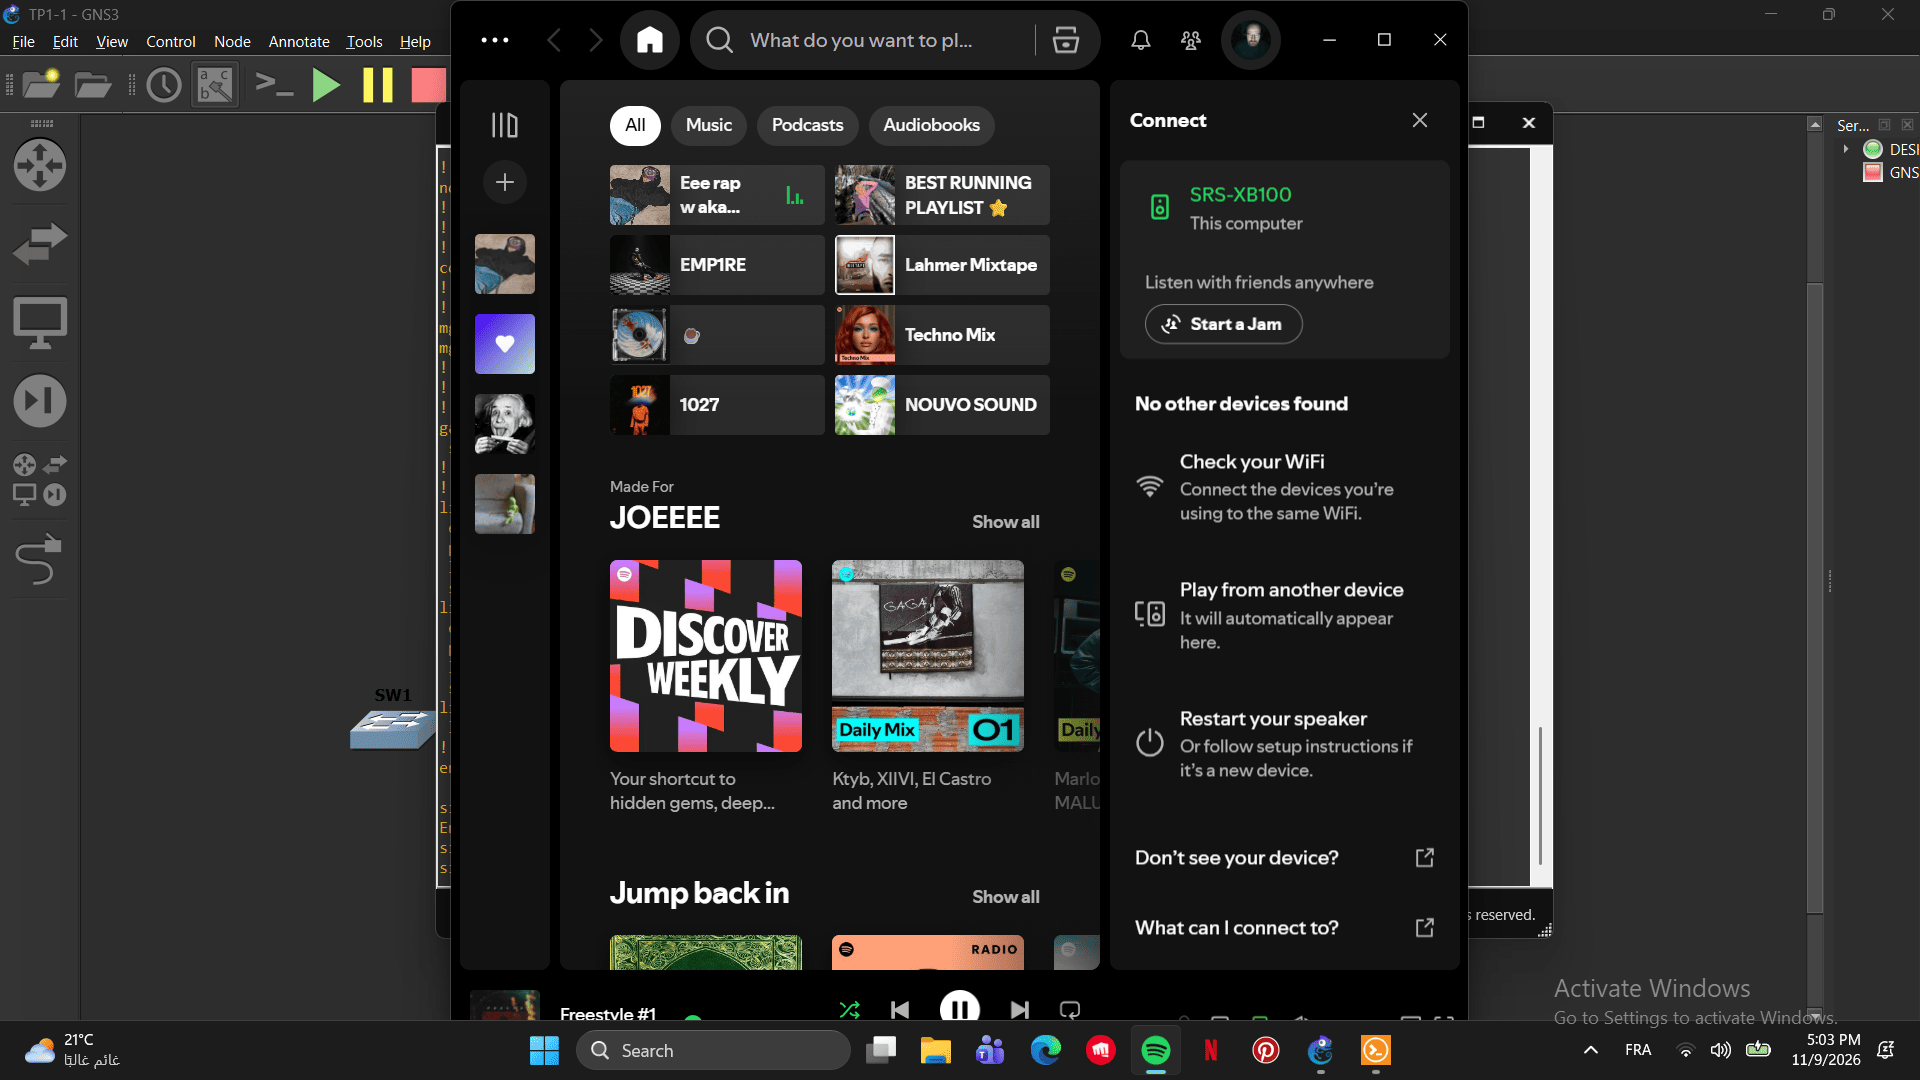 TP1-1 - GNS3
File Edit View Control Node Annotate Tools Help
What do you want to pl...
All
Music
Podcasts
Audiobooks
Eee rap
w aka...
BEST RUNNING
PLAYLIST ⭐
EMP1RE
Lahmer Mixtape
☕
Techno Mix
Techno Mix
1027
1027
NOUVO SOUND
Made For
JOEEEE
Show all
DISCOVER
WEEKLY
GAGA
Daily Mix
01
Daily
Your shortcut to
hidden gems, deep...
Ktyb, XIIVI, El Castro
and more
Marlo
MALU
Jump back in
Show all
RADIO
Freestyle #1
Connect
SRS-XB100
This computer
Listen with friends anywhere
Start a Jam
No other devices found
Check your WiFi
Connect the devices you're
using to the same WiFi.
Play from another device
It will automatically appear
here.
Restart your speaker
Or follow setup instructions if
it's a new device.
Don't see your device?
What can I connect to?
Ser...
DESI
GNS
SW1
s reserved.
Activate Windows
Go to Settings to activate Windows.
21°C
غائم غالبًا
Search
FRA
5:03 PM
11/9/2026